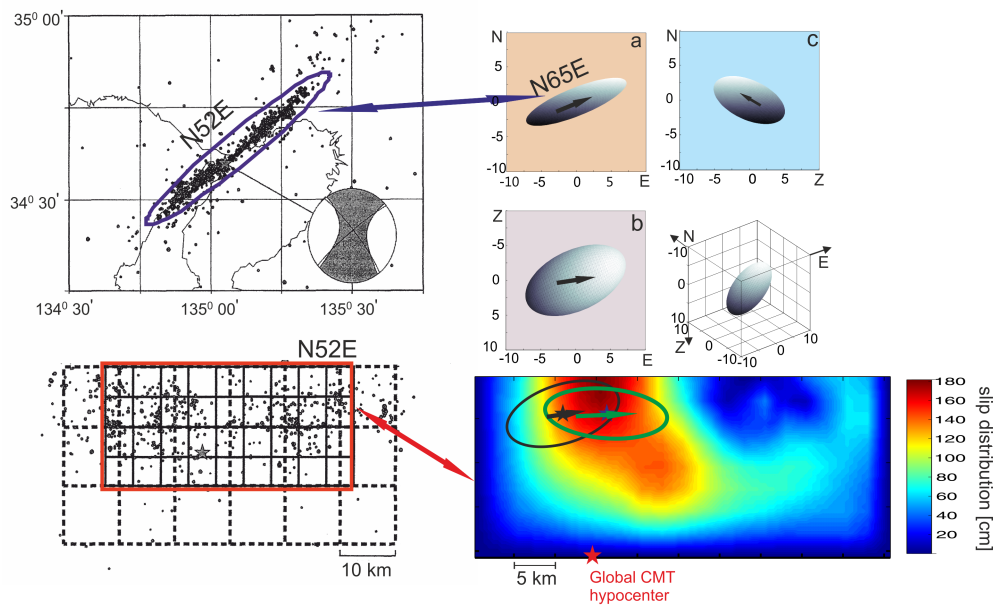 35⁰ 00'
34⁰ 30'
134⁰ 30'
135⁰ 00'
135⁰ 30'
N52E
N
a
0
-5
-10
N65E
-10
-5
0
5
E
N
c
0
-5
-10
-10
-5
0
5
Z
Z
b
-5
0
5
10
-10
-5
0
5
E
N
E
-10
0
10
Z
10
0
-10
-10
0
10
N52E
10 km
5 km
Global CMT
hypocenter
180
160
140
120
100
80
60
40
20
slip distribution [cm]